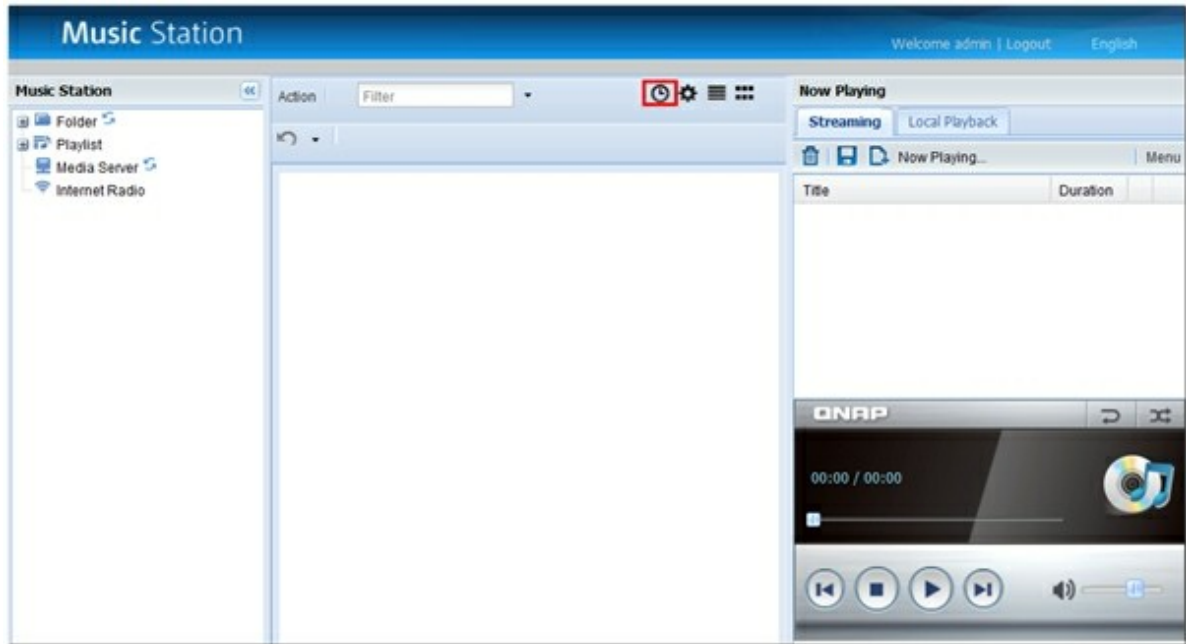 Music Station
Welcome admin | Logout English
Music Station
Folder
Playlist
Media Server
Internet Radio
Action Filter
Now Playing
Streaming Local Playback
Now Playing... Menu
Title Duration
QNAP
00:00 / 00:00